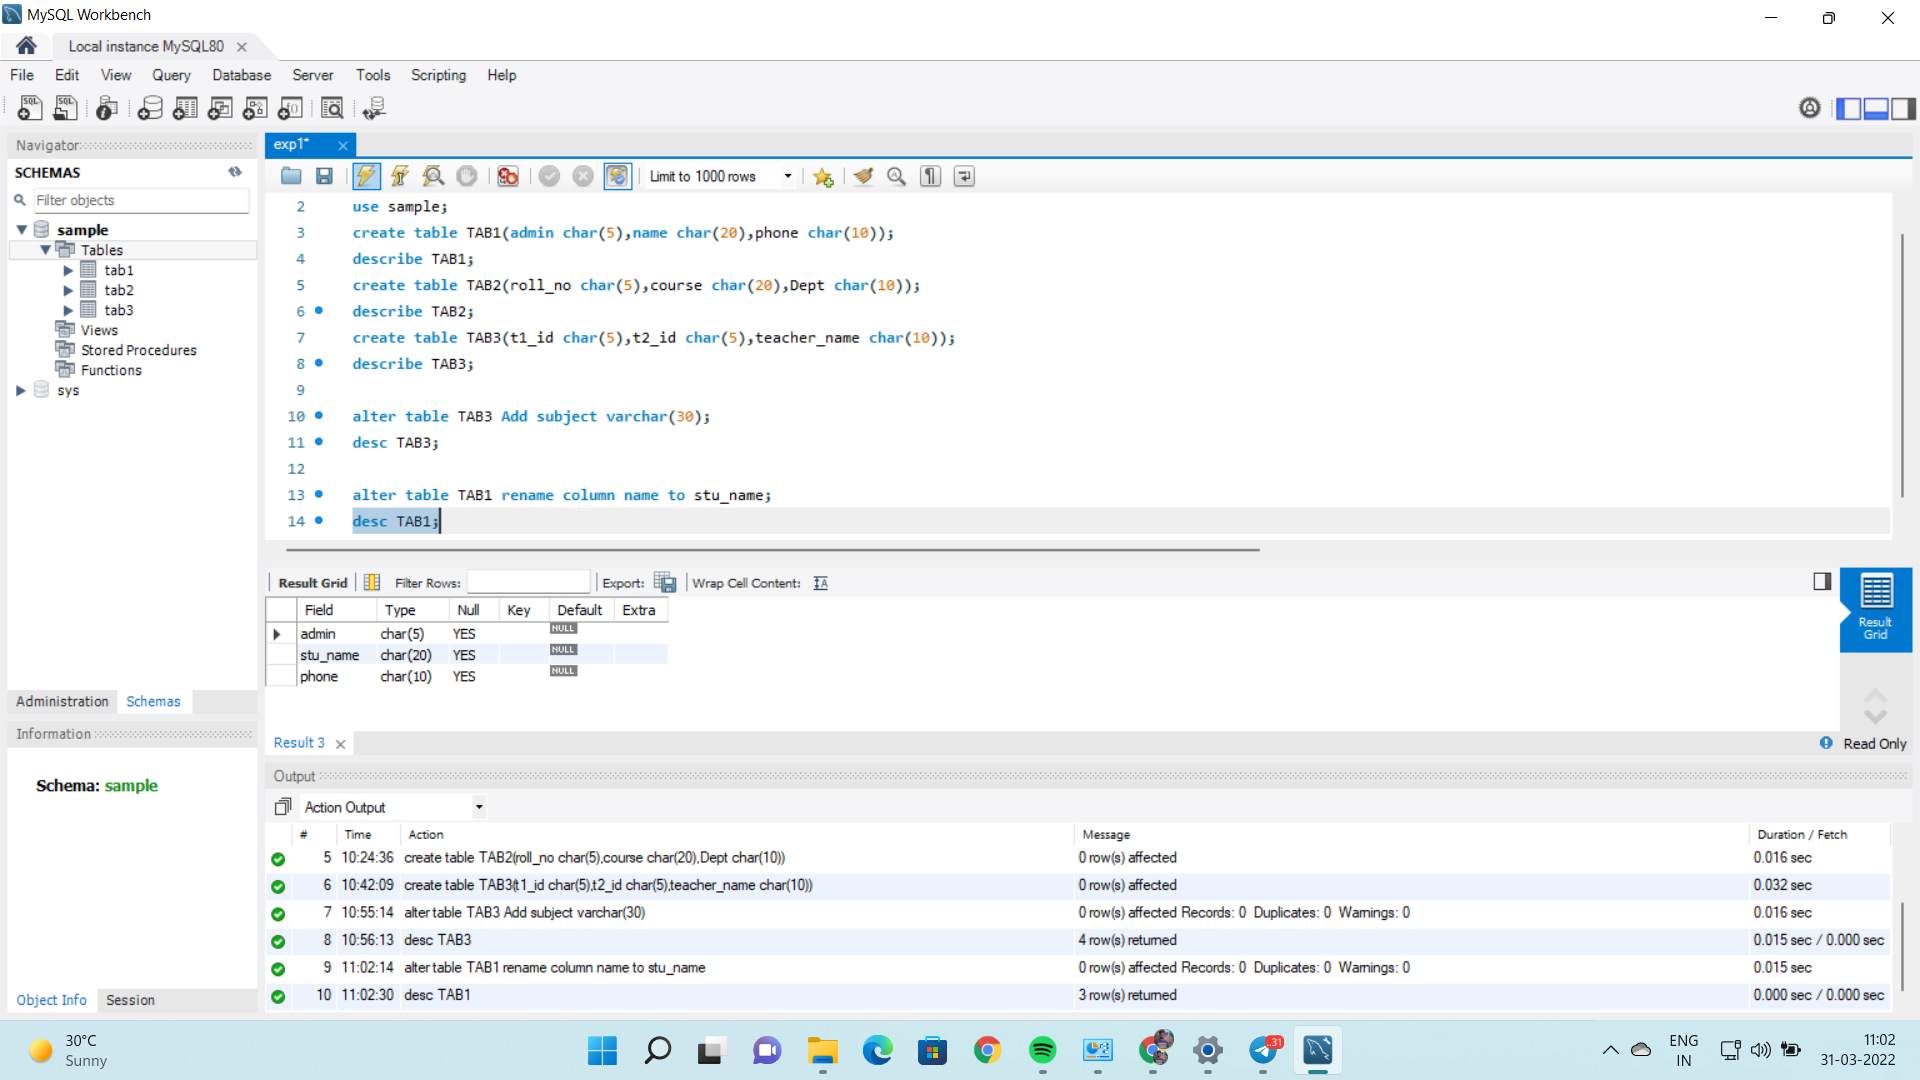 MySQL Workbench
Local instance MySQL80
File Edit View Query Database Server Tools Scripting Help
Navigator
SCHEMAS
Filter objects
sample
Tables
tab1
tab2
tab3
Views
Stored Procedures
Functions
sys
Administration Schemas
Information
Schema: sample
Object Info Session
exp1*
Limit to 1000 rows
2 use sample;
3 create table TAB1(admin char(5),name char(20),phone char(10));
4 describe TAB1;
5 create table TAB2(roll_no char(5),course char(20),Dept char(10));
6 describe TAB2;
7 create table TAB3(t1_id char(5),t2_id char(5),teacher_name char(10));
8 describe TAB3;
9
10 alter table TAB3 Add subject varchar(30);
11 desc TAB3;
12
13 alter table TAB1 rename column name to stu_name;
14 desc TAB1;
Result Grid Filter Rows: Export: Wrap Cell Content:
Field Type Null Key Default Extra
admin char(5) YES NULL
stu_name char(20) YES NULL
phone char(10) YES NULL
Result
Grid
Result 3
Read Only
Output
Action Output
# Time Action Message Duration / Fetch
5 10:24:36 create table TAB2(roll_no char(5),course char(20),Dept char(10)) 0 row(s) affected 0.016 sec
6 10:42:09 create table TAB3(t1_id char(5),t2_id char(5),teacher_name char(10)) 0 row(s) affected 0.032 sec
7 10:55:14 alter table TAB3 Add subject varchar(30) 0 row(s) affected Records: 0 Duplicates: 0 Warnings: 0 0.016 sec
8 10:56:13 desc TAB3 4 row(s) returned 0.015 sec / 0.000 sec
9 11:02:14 alter table TAB1 rename column name to stu_name 0 row(s) affected Records: 0 Duplicates: 0 Warnings: 0 0.015 sec
10 11:02:30 desc TAB1 3 row(s) returned 0.000 sec / 0.000 sec
30°C
Sunny
31
ENG
IN
11:02
31-03-2022